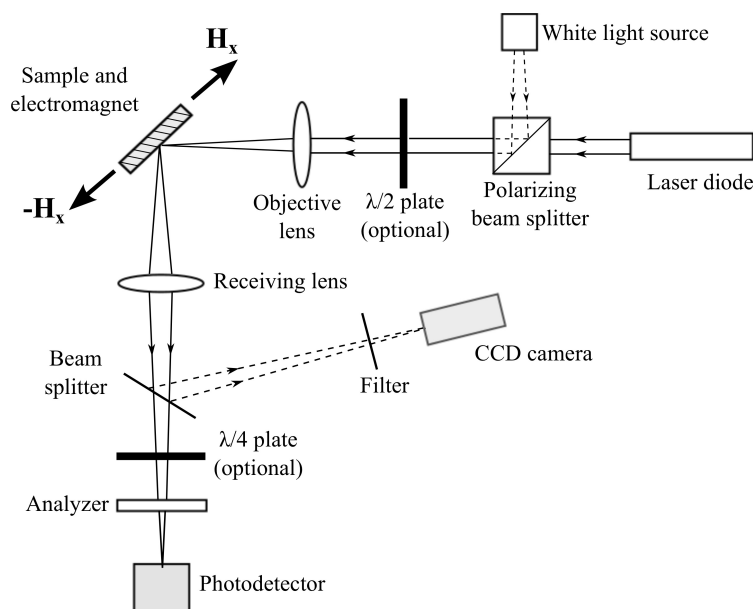 Hₓ
White light source
Sample and
electromagnet
Laser diode
Polarizing
beam splitter
λ/2 plate
(optional)
Objective
lens
-Hₓ
Receiving lens
CCD camera
Beam
splitter
Filter
λ/4 plate
(optional)
Analyzer
Photodetector